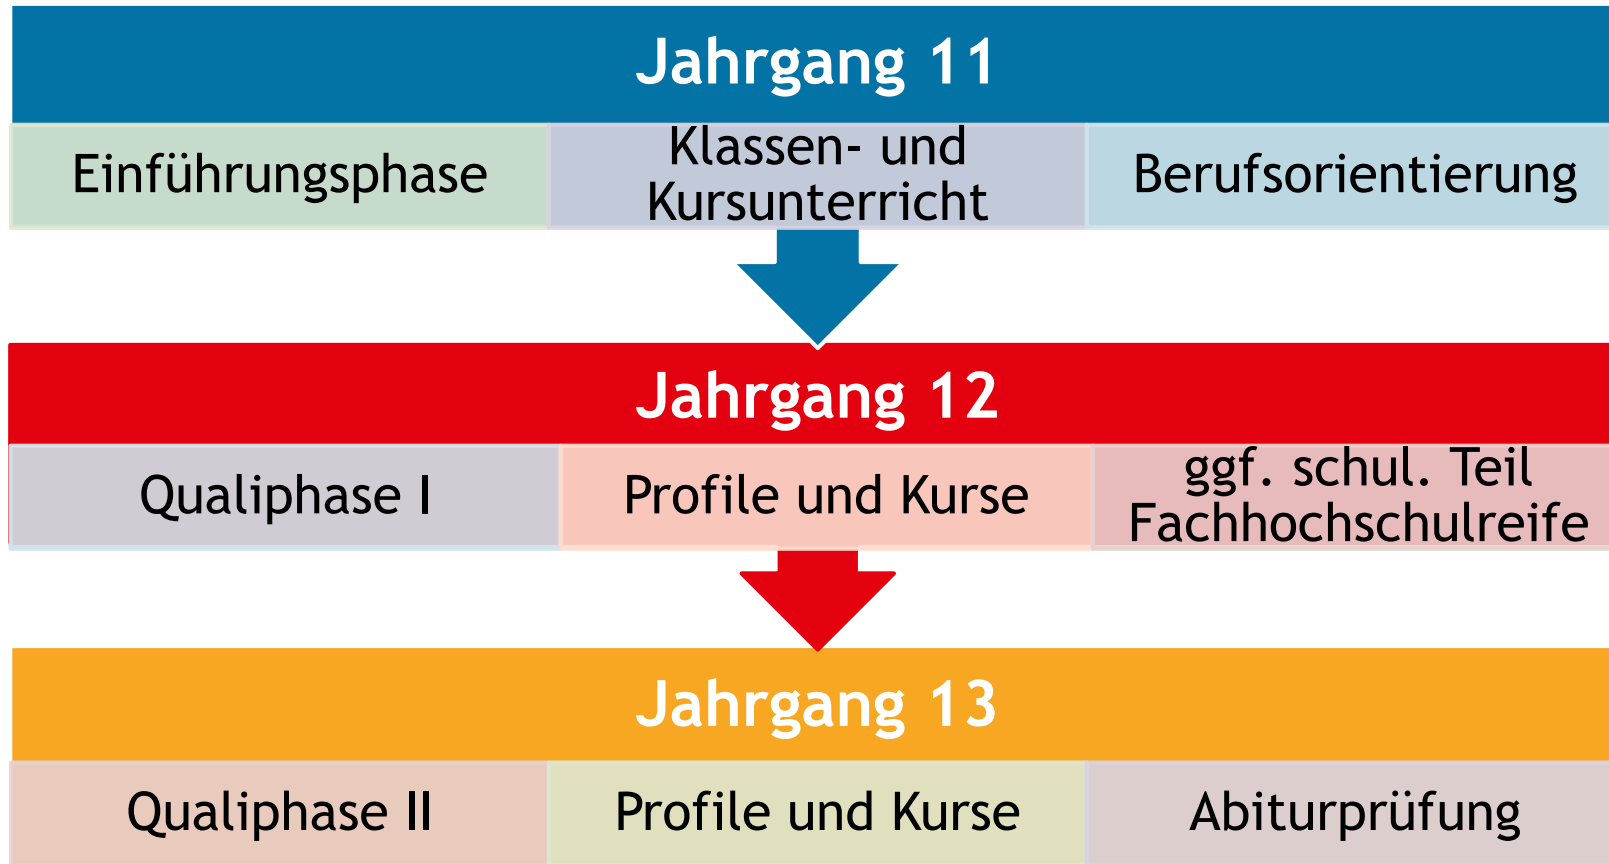 Jahrgang 11
Einführungsphase
Klassen- und
Kursunterricht
Berufsorientierung
Jahrgang 12
Qualiphase I
Profile und Kurse
ggf. schul. Teil
Fachhochschulreife
Jahrgang 13
Qualiphase II
Profile und Kurse
Abiturprüfung